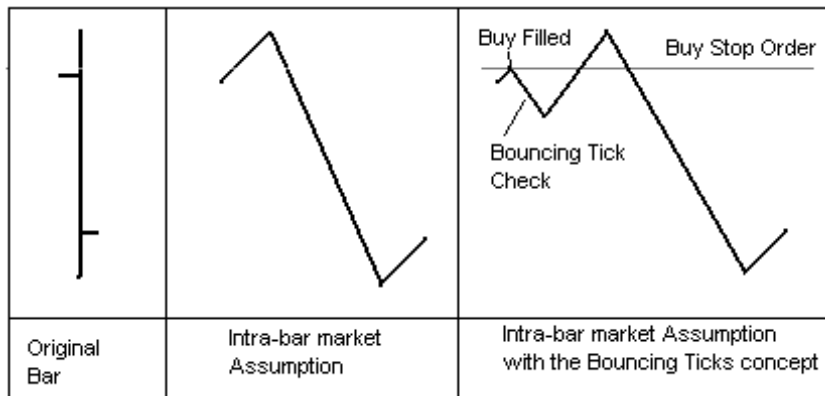 Buy Filled
Buy Stop Order
Bouncing Tick
Check
Original
Bar
Intra-bar market
Assumption
Intra-bar market Assumption
with the Bouncing Ticks concept